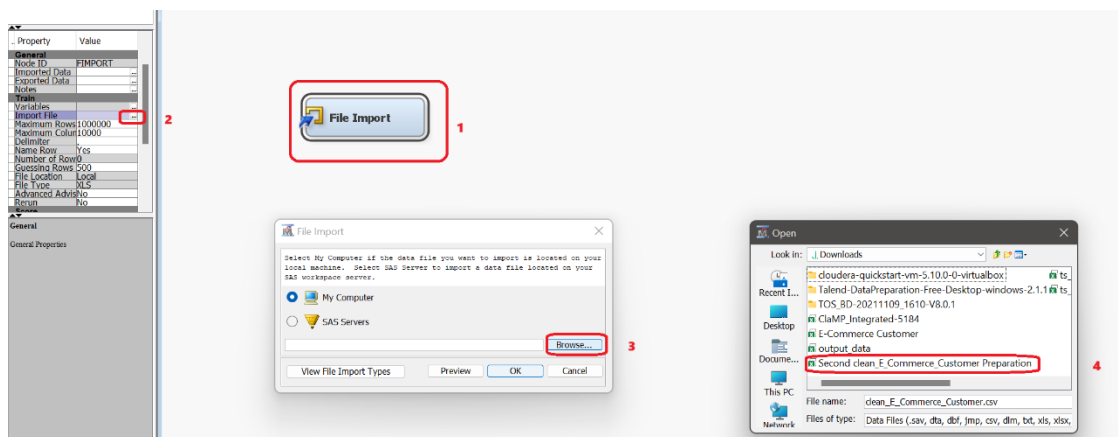 .. Property Value
General
Node ID FIMPORT
Imported Data ...
Exported Data ...
Notes ...
Train
Variables ...
Import File ...
Maximum Rows 1000000
Maximum Colum 10000
Delimiter ,
Name Row Yes
Number of Row 0
Guessing Rows 500
File Location Local
File Type XLS
Advanced Advis No
Rerun No
Score
General
General Properties
2
File Import
1
File Import
Select My Computer if the data file you want to import is located on your
local machine. Select SAS Server to import a data file located on your
SAS workspace server.
My Computer
SAS Servers
Browse...
View File Import Types Preview OK Cancel
3
Open
Look in: Downloads
Recent I...
Desktop
Docume...
This PC
Network
cloudera-quickstart-vm-5.10.0-0-virtualbox ts_
Talend-DataPreparation-Free-Desktop-windows-2.1.1 ts_
TOS_BD-20211109_1610-V8.0.1
ClaMP_Integrated-5184
E-Commerce Customer
output_data
Second clean_E_Commerce_Customer Preparation
File name: clean_E_Commerce_Customer.csv
Files of type: Data Files (.sav, dta, dbf, jmp, csv, dlm, txt, xls, xlsx,
4